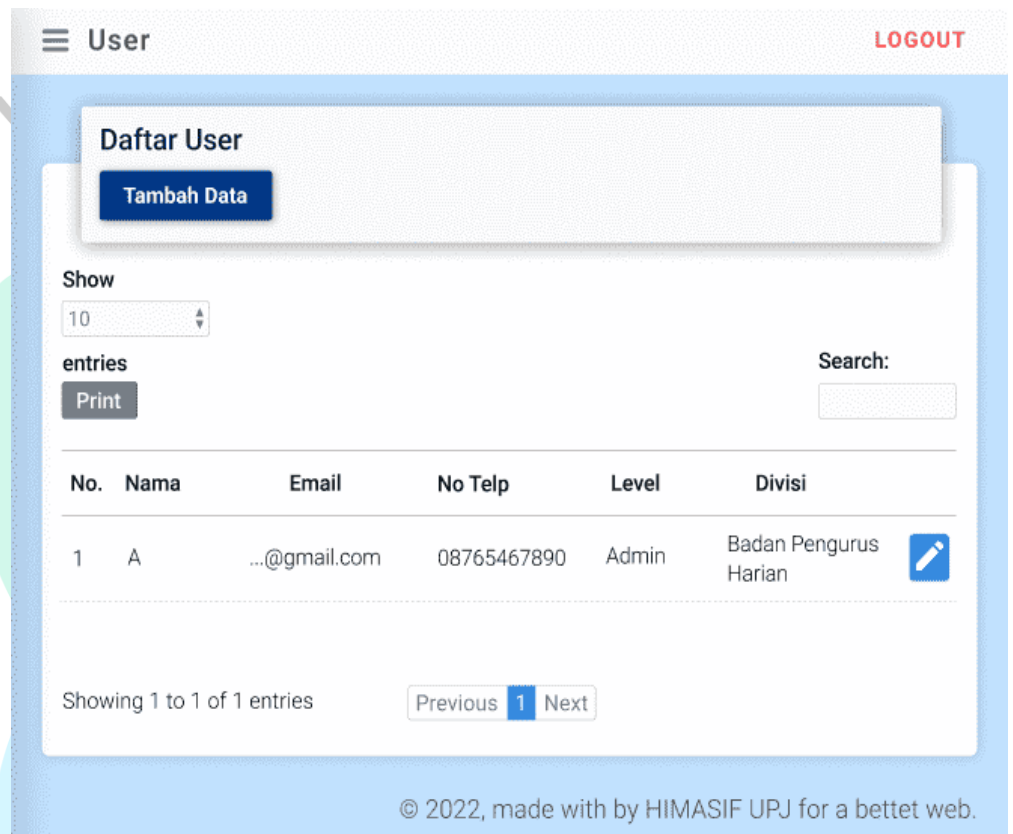 User
LOGOUT
Daftar User
Tambah Data
Show
10
entries
Search:
Print
No. Nama Email No Telp Level Divisi
1 A ...@gmail.com 08765467890 Admin Badan Pengurus
Harian
Showing 1 to 1 of 1 entries
Previous 1 Next
© 2022, made with by HIMASIF UPJ for a bettet web.